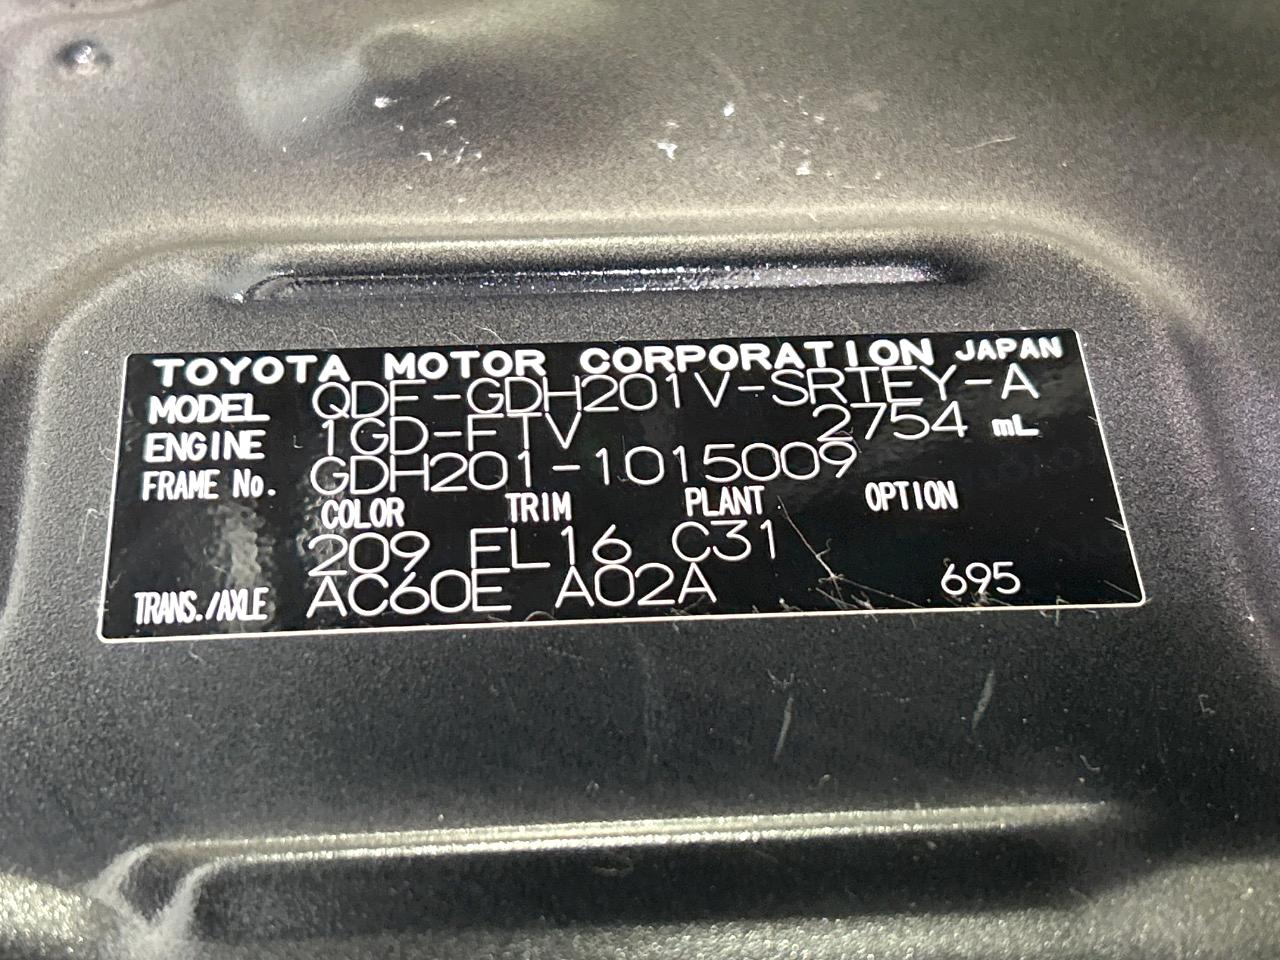 TOYOTA MOTOR CORPORATION JAPAN
MODEL QDF-GDH201V-SRTEY-A
ENGINE 1GD-FTV 2754 mL
FRAME No. GDH201-1015009
COLOR TRIM PLANT OPTION
209 EL16 C31
TRANS./AXLE AC60E A02A 695